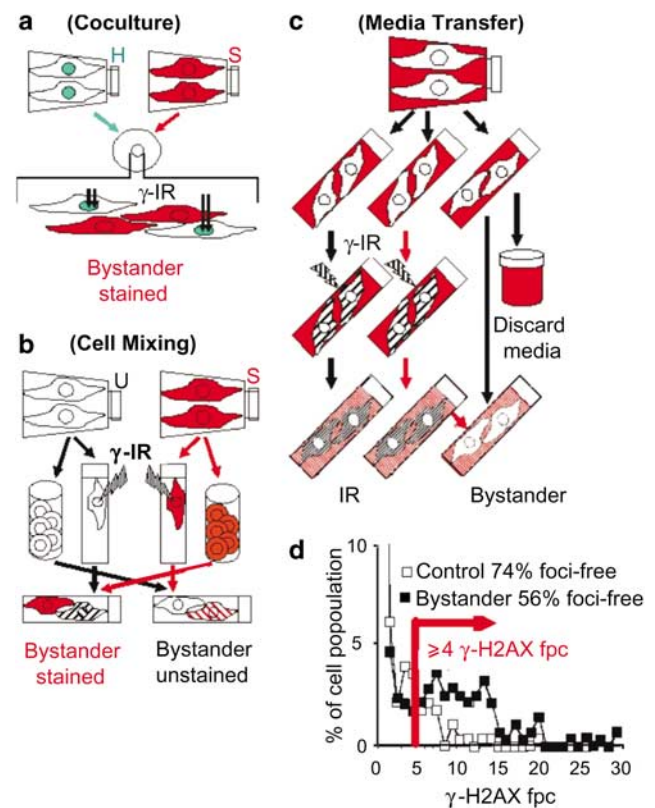 a (Coculture)
H
S
γ-IR
Bystander
stained
b (Cell Mixing)
U
S
γ-IR
Bystander
stained
Bystander
unstained
c (Media Transfer)
γ-IR
Discard
media
IR
Bystander
d
10
5
0
% of cell popoulation
Control 74% foci-free
Bystander 56% foci-free
⩾4 γ-H2AX fpc
0 5 10 15 20 25 30
γ-H2AX fpc